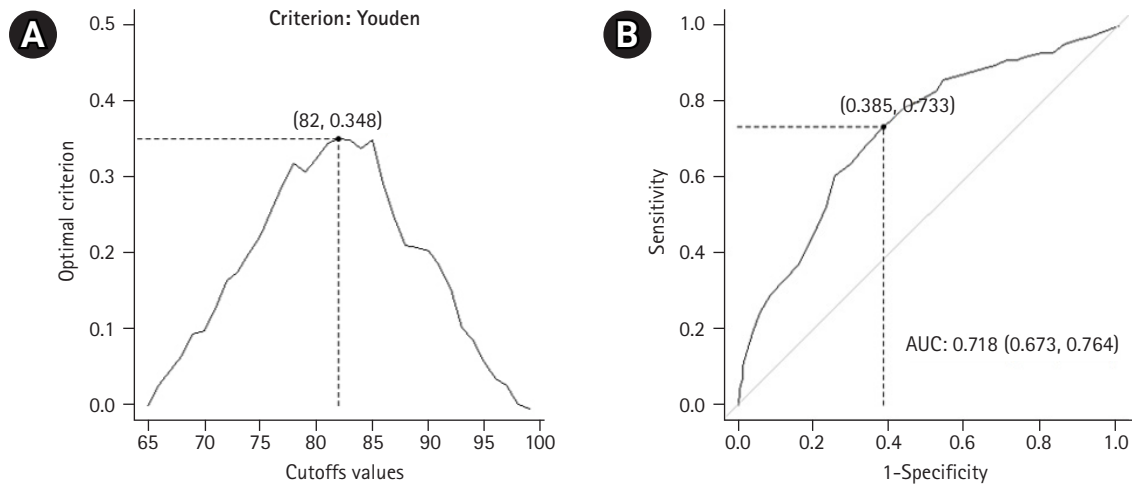 A
Criterion: Youden
0.5
0.4
0.3
0.2
0.1
0.0
Optimal criterion
(82, 0.348)
65 70 75 80 85 90 95 100
Cutoffs values
B
1.0
0.8
0.6
0.4
0.2
0.0
Sensitivity
(0.385, 0.733)
AUC: 0.718 (0.673, 0.764)
0.0 0.2 0.4 0.6 0.8 1.0
1-Specificity